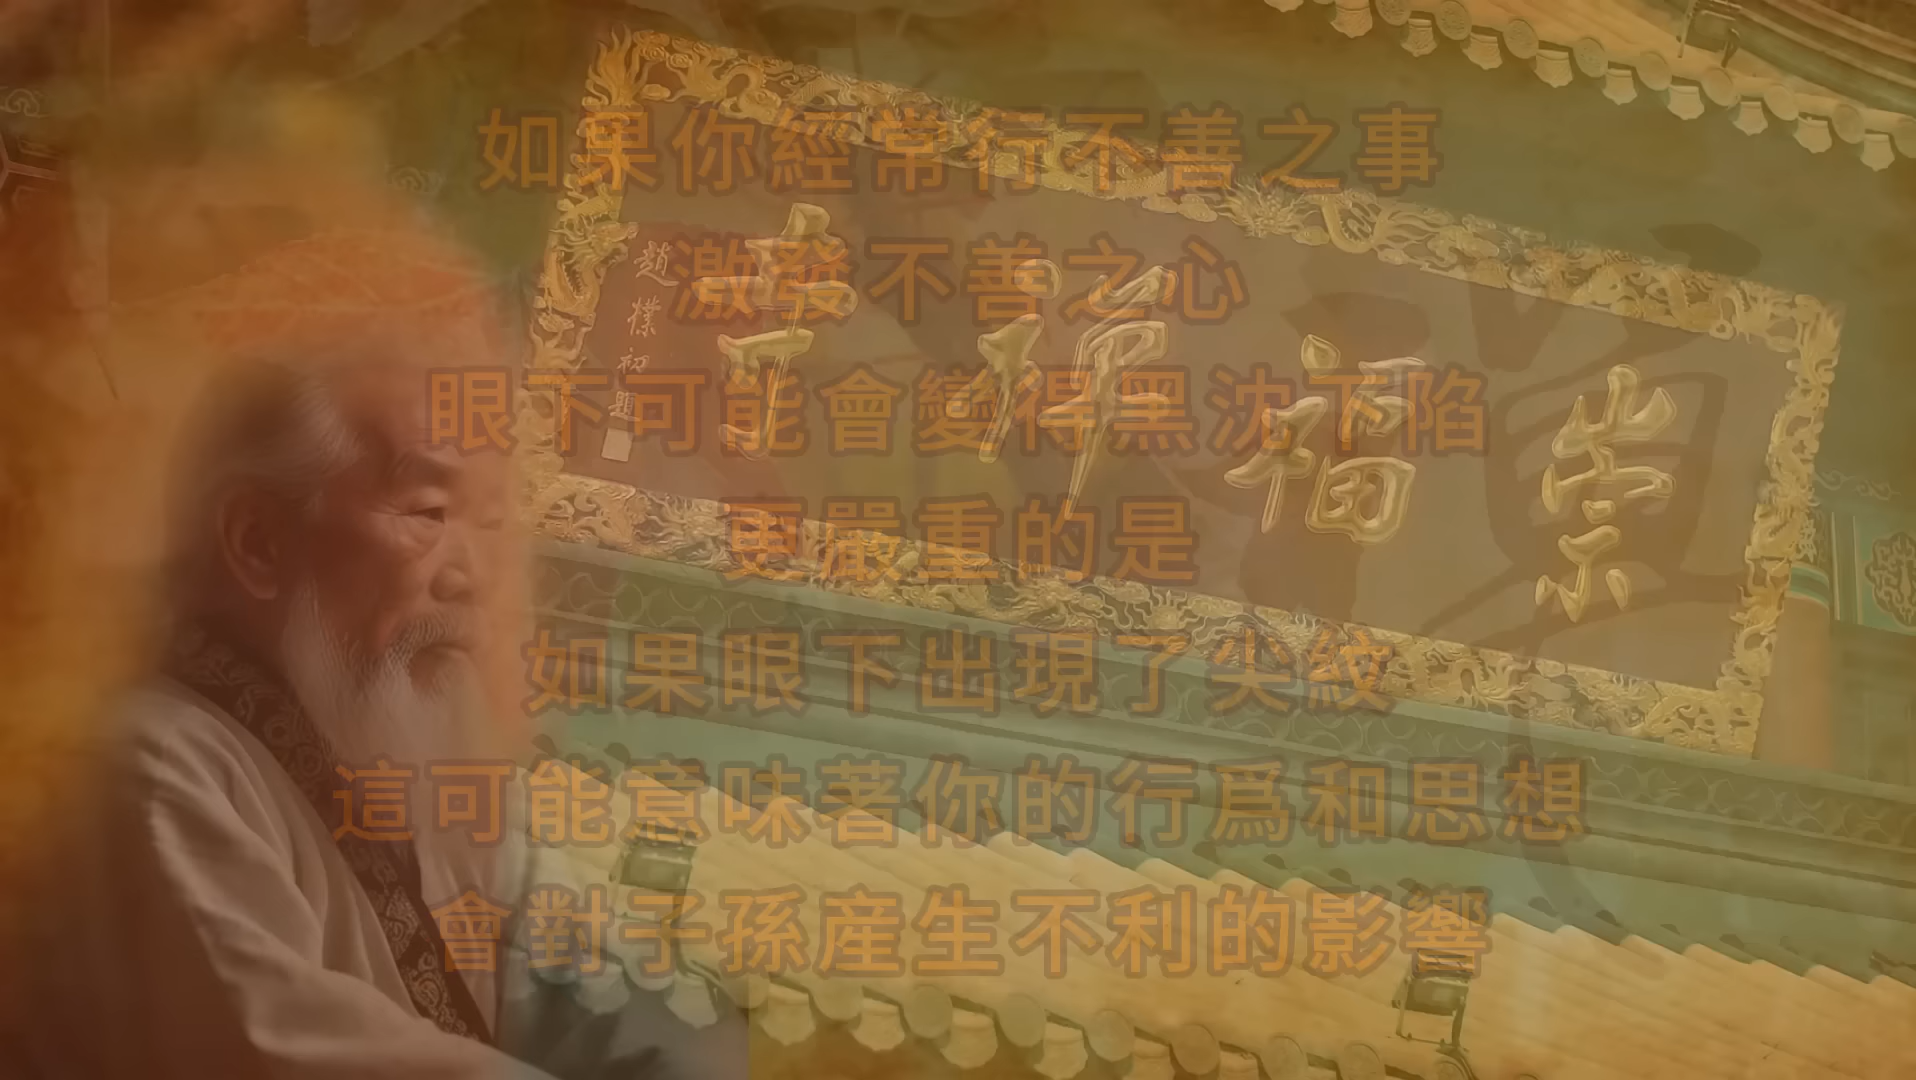 如果你經常行不善之事
激發不善之心
眼下可能會變得黑沈下陷
更嚴重的是
如果眼下出現了尖紋
這可能意味著你的行爲和思想
會對子孫産生不利的影響
崇福禪寺
趙樸初題